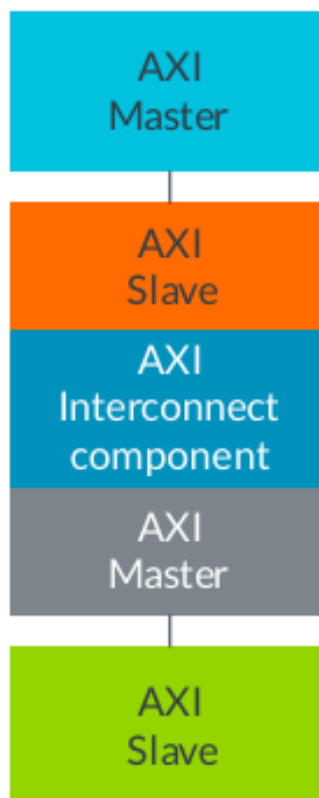 AXI
Master
AXI
Slave
AXI
Interconnect
component
AXI
Master
AXI
Slave